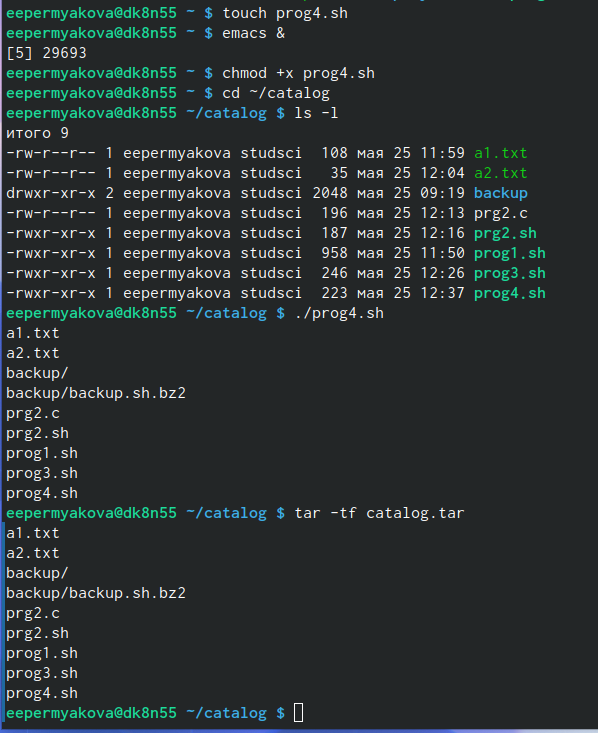 eepermyakova@dk8n55 ~ $ touch prog4.sh
eepermyakova@dk8n55 ~ $ emacs &
[5] 29693
eepermyakova@dk8n55 ~ $ chmod +x prog4.sh
eepermyakova@dk8n55 ~ $ cd ~/catalog
eepermyakova@dk8n55 ~/catalog $ ls -l
итого 9
-rw-r--r-- 1 eepermyakova studsci  108 мая 25 11:59 a1.txt
-rw-r--r-- 1 eepermyakova studsci   35 мая 25 12:04 a2.txt
drwxr-xr-x 2 eepermyakova studsci 2048 мая 25 09:19 backup
-rw-r--r-- 1 eepermyakova studsci  196 мая 25 12:13 prg2.c
-rwxr-xr-x 1 eepermyakova studsci  187 мая 25 12:16 prg2.sh
-rwxr-xr-x 1 eepermyakova studsci  958 мая 25 11:50 prog1.sh
-rwxr-xr-x 1 eepermyakova studsci  246 мая 25 12:26 prog3.sh
-rwxr-xr-x 1 eepermyakova studsci  223 мая 25 12:37 prog4.sh
eepermyakova@dk8n55 ~/catalog $ ./prog4.sh
a1.txt
a2.txt
backup/
backup/backup.sh.bz2
prg2.c
prg2.sh
prog1.sh
prog3.sh
prog4.sh
eepermyakova@dk8n55 ~/catalog $ tar -tf catalog.tar
a1.txt
a2.txt
backup/
backup/backup.sh.bz2
prg2.c
prg2.sh
prog1.sh
prog3.sh
prog4.sh
eepermyakova@dk8n55 ~/catalog $